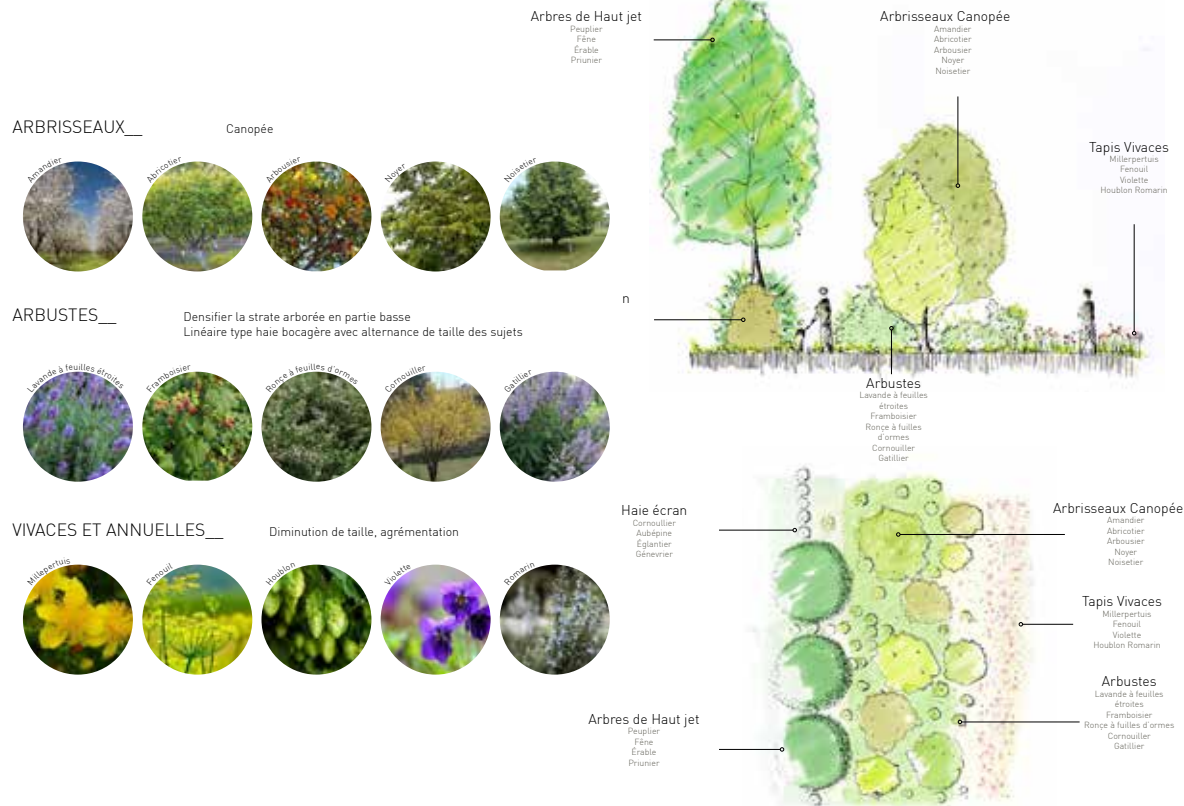 ARBRISSEAUX__
Canopée
Amandier
Abricotier
Arbousier
Noyer
Noisetier
ARBUSTES__
Densifier la strate arborée en partie basse
Linéaire type haie bocagère avec alternance de taille des sujets
Lavande à feuilles étroites
Framboisier
Ronçe à feuilles d'ormes
Cornouiller
Gatillier
VIVACES ET ANNUELLES__
Diminution de taille, agrémentation
Millepertuis
Fenouil
Houblon
Violette
Romarin
Arbres de Haut jet
Peuplier
Fêne
Érable
Priunier
Arbrisseaux Canopée
Amandier
Abricotier
Arbousier
Noyer
Noisetier
Tapis Vivaces
Millerpertuis
Fenouil
Violette
Houblon Romarin
n
Arbustes
Lavande à feuilles
étroites
Framboisier
Ronçe à fuilles
d'ormes
Cornouiller
Gatillier
Haie écran
Cornoullier
Aubépine
Églantier
Génevrier
Arbrisseaux Canopée
Amandier
Abricotier
Arbousier
Noyer
Noisetier
Tapis Vivaces
Millerpertuis
Fenouil
Violette
Houblon Romarin
Arbustes
Lavande à feuilles
étroites
Framboisier
Ronçe à fuilles d'ormes
Cornouiller
Gatillier
Arbres de Haut jet
Peuplier
Fêne
Érable
Priunier